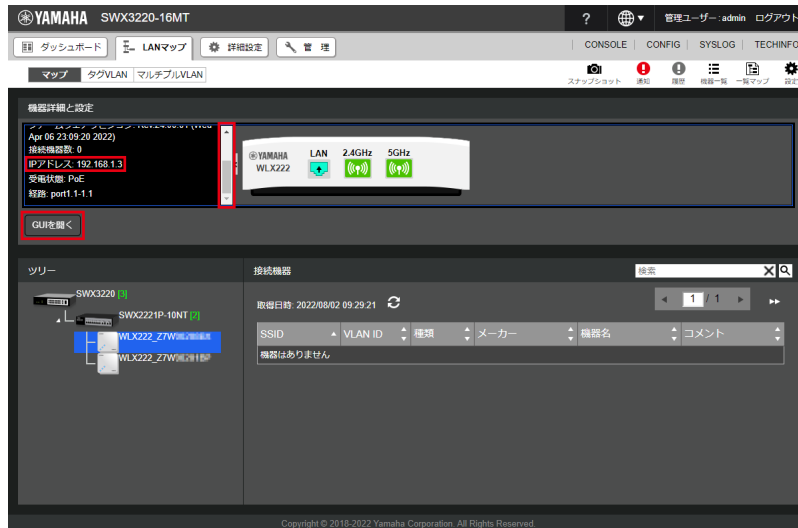 YAMAHA SWX3220-16MT
? 管理ユーザー:admin ログアウト
ダッシュボード LANマップ 詳細設定 管 理
CONSOLE CONFIG SYSLOG TECHINFO
マップ タグVLAN マルチプルVLAN
スナップショット 通知 履歴 機器一覧 一覧マップ 設定
機器詳細と設定
Apr 06 23:09:20 2022)
接続機器数: 0
IPアドレス: 192.168.1.3
受電状態: PoE
経路: port1.1-1.1
YAMAHA
WLX222
LAN 2.4GHz 5GHz
GUIを開く
ツリー
SWX3220 [3]
SWX2221P-10NT [2]
WLX222_Z7W
WLX222_Z7W
接続機器
検索
取得日時: 2022/08/02 09:29:21
1 / 1
SSID VLAN ID 種類 メーカー 機器名 コメント
機器はありません
Copyright © 2018-2022 Yamaha Corporation. All Rights Reserved.